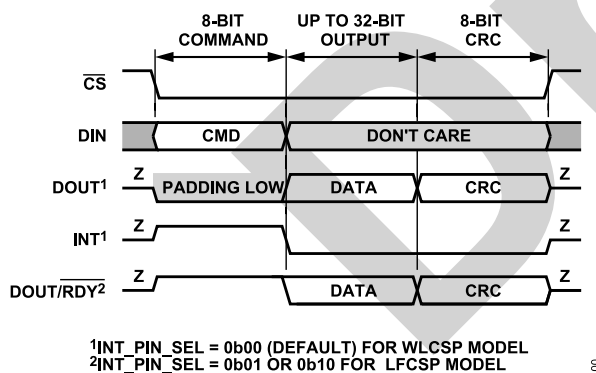 8-BIT COMMAND
UP TO 32-BIT OUTPUT
8-BIT CRC
CS
DIN
CMD
DON'T CARE
DOUT1
Z
PADDING LOW
DATA
CRC
Z
INT1
Z
Z
DOUT/RDY2
Z
DATA
CRC
Z
1INT_PIN_SEL = 0b00 (DEFAULT) FOR WLCSP MODEL
2INT_PIN_SEL = 0b01 OR 0b10 FOR LFCSP MODEL